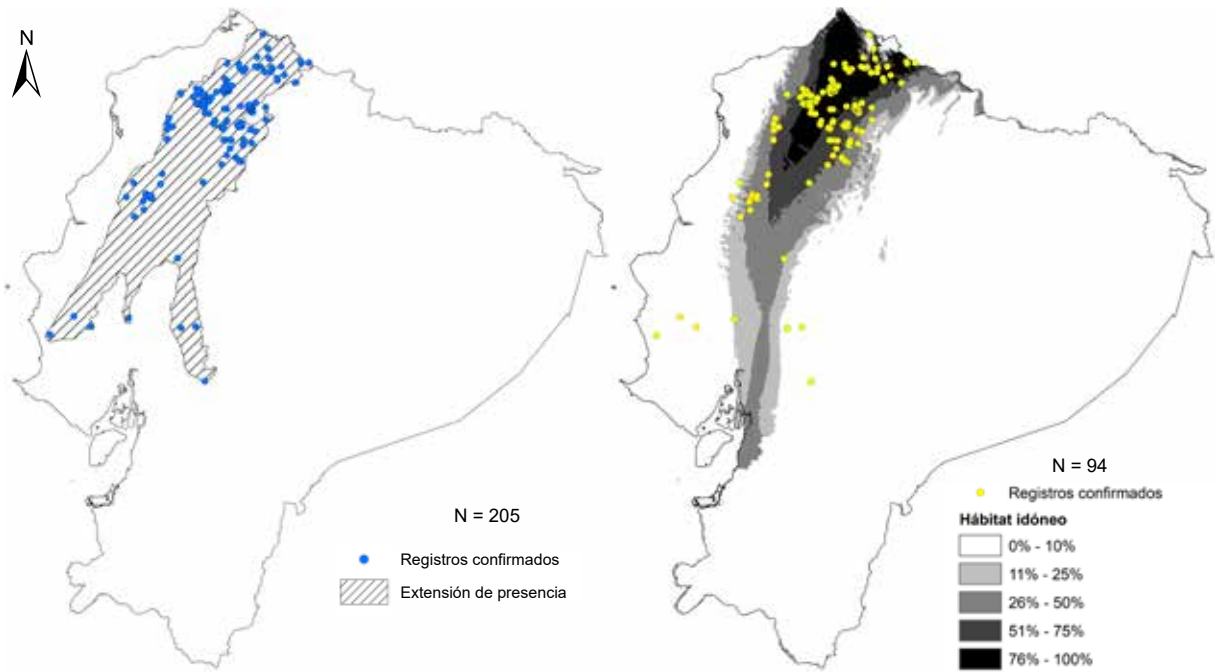 N
N = 205
Registros confirmados
Extensión de presencia
N = 94
Registros confirmados
Hábitat idóneo
0% - 10%
11% - 25%
26% - 50%
51% - 75%
76% - 100%